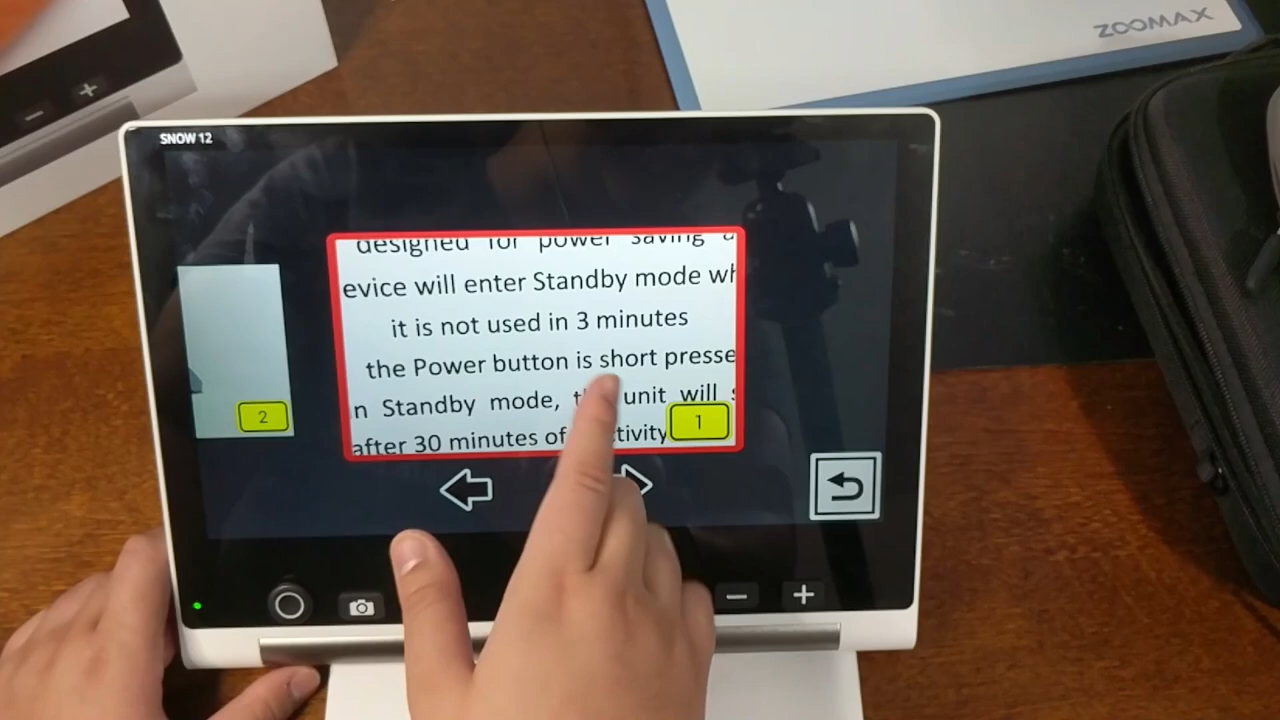 ZOOMAX
SNOW 12
designed for power saving
evice will enter Standby mode wh
it is not used in 3 minutes
the Power button is short presse
n Standby mode, unit will
after 30 minutes of tivity
2
1